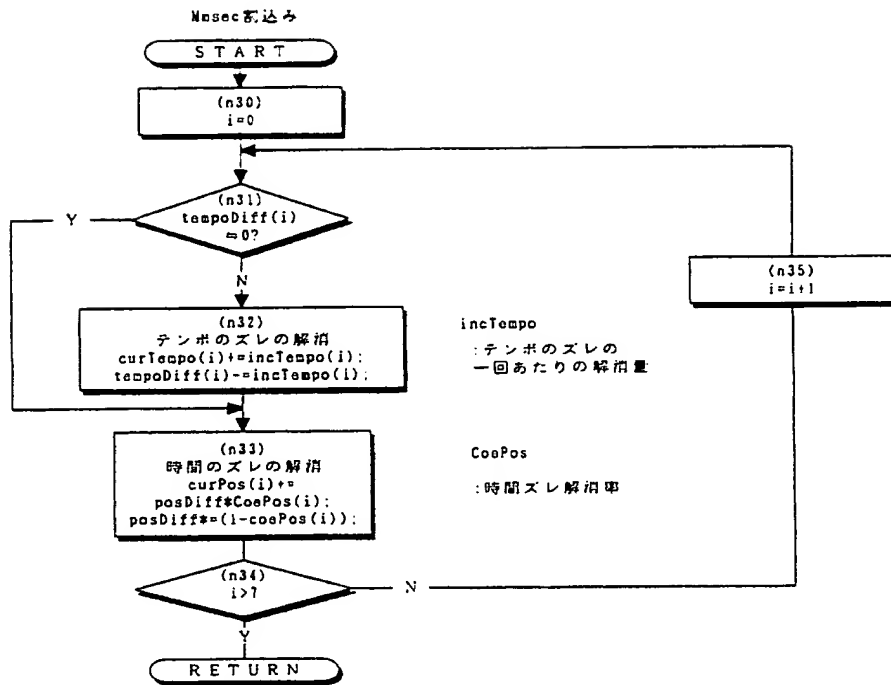 Nmsec割込み
START
(n30)
i=0
(n31)
tempoDiff(i)
≒0?
Y
N
(n32)
テンポのズレの解消
curTempo(i)+=incTempo(i);
tempoDiff(i)-=incTempo(i);
incTempo
:テンポのズレの
一回あたりの解消量
(n35)
i=i+1
(n33)
時間のズレの解消
curPos(i)+=
posDiff*CoePos(i);
posDiff*=(1-coePos(i));
CoePos
:時間ズレ解消率
(n34)
i>7
N
Y
RETURN